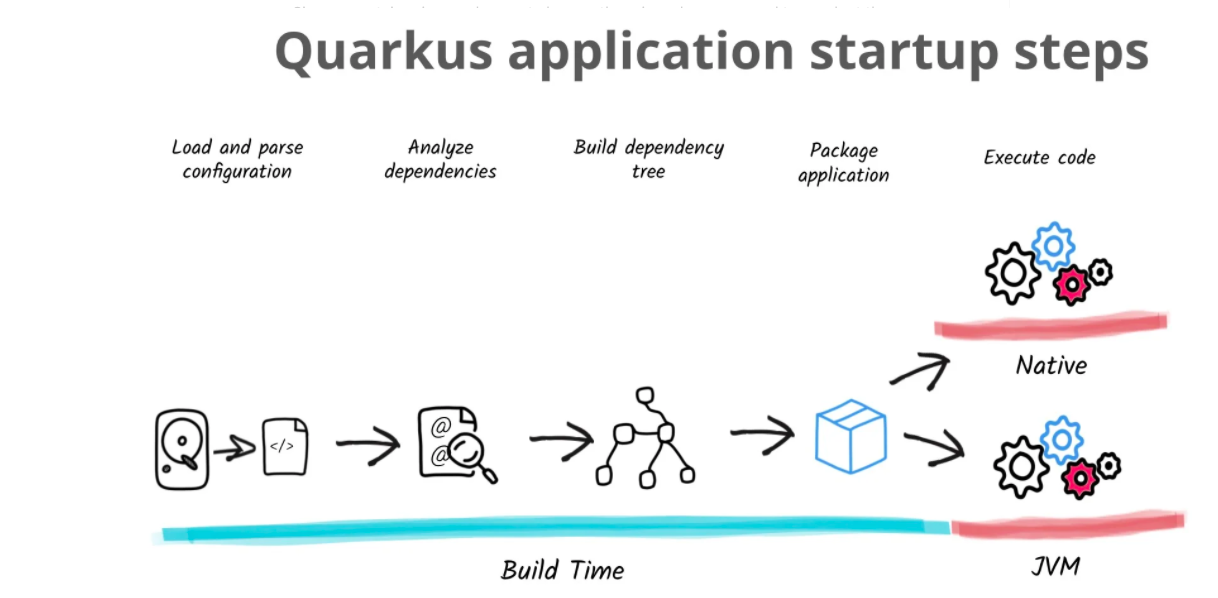 Quarkus application startup steps
Load and parse
configuration
Analyze
dependencies
Build dependency
tree
Package
application
Execute code
</>
@
@
Native
Build Time
JVM